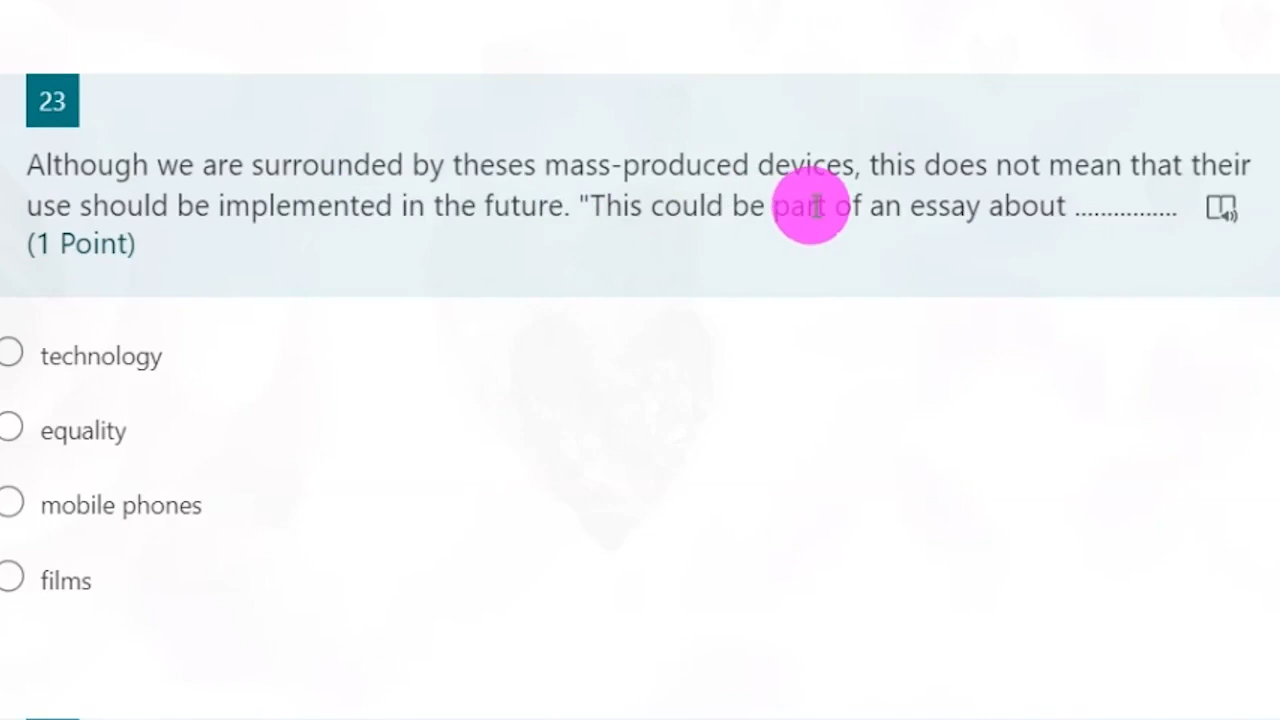 23
Although we are surrounded by theses mass-produced devices, this does not mean that their
use should be implemented in the future. "This could be part of an essay about ................
(1 Point)
technology
equality
mobile phones
films